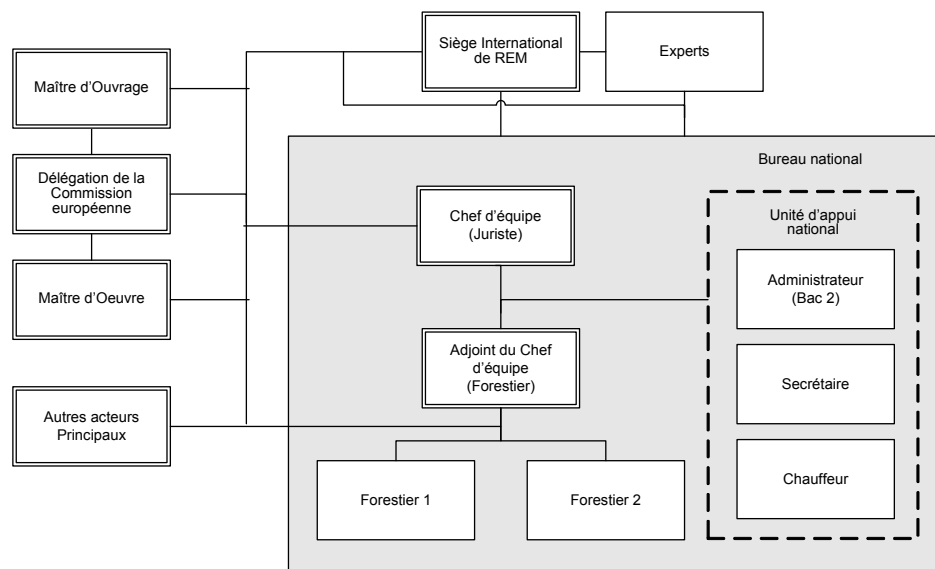 Siège International
de REM
Experts
Maître d'Ouvrage
Délégation de la
Commission
européenne
Maître d'Oeuvre
Autres acteurs
Principaux
Bureau national
Chef d'équipe
(Juriste)
Adjoint du Chef
d'équipe
(Forestier)
Forestier 1
Forestier 2
Unité d'appui
national
Administrateur
(Bac 2)
Secrétaire
Chauffeur